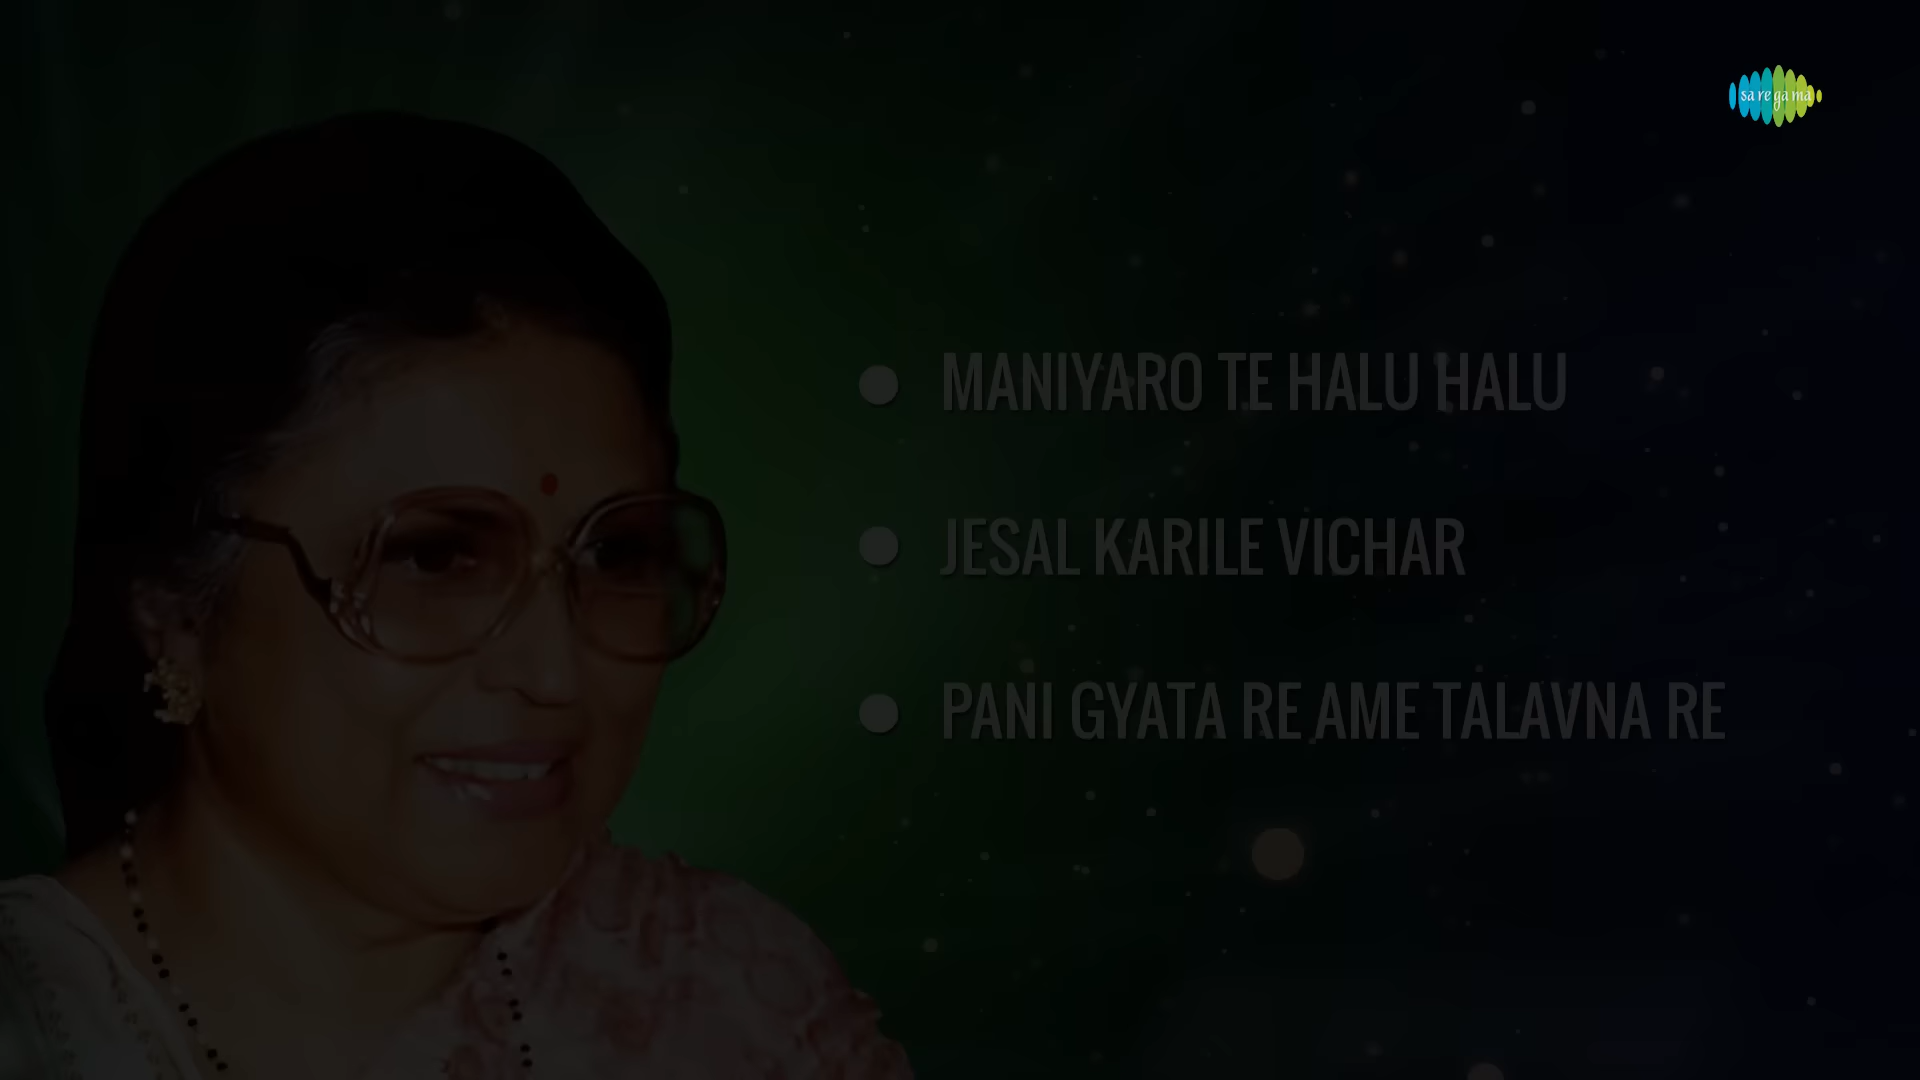 sa re ga ma
MANIYARO TE HALU HALU
JESAL KARILE VICHAR
PANI GYATA RE AME TALAVNA RE